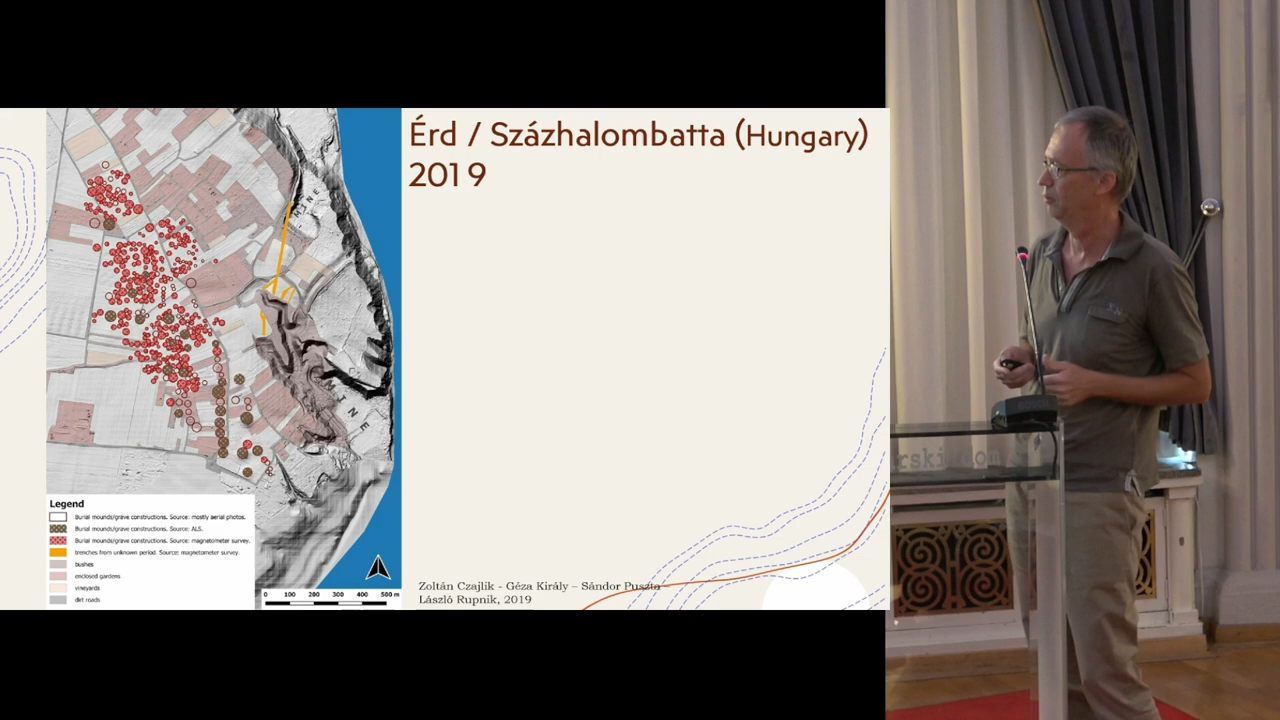 Érd / Százhalombatta (Hungary)
2019
MINE
MINE
Legend
Burial mounds/grave constructions. Source: mostly aerial photos.
Burial mounds/grave constructions. Source: ALS.
Burial mounds/grave constructions. Source: magnetometer survey.
trenches from unknown period. Source: magnetometer survey.
bushes
enclosed gardens
vineyards
dirt roads
0 100 200 300 400 500 m
Zoltán Czajlik - Géza Király – Sándor Puszta –
László Rupnik, 2019